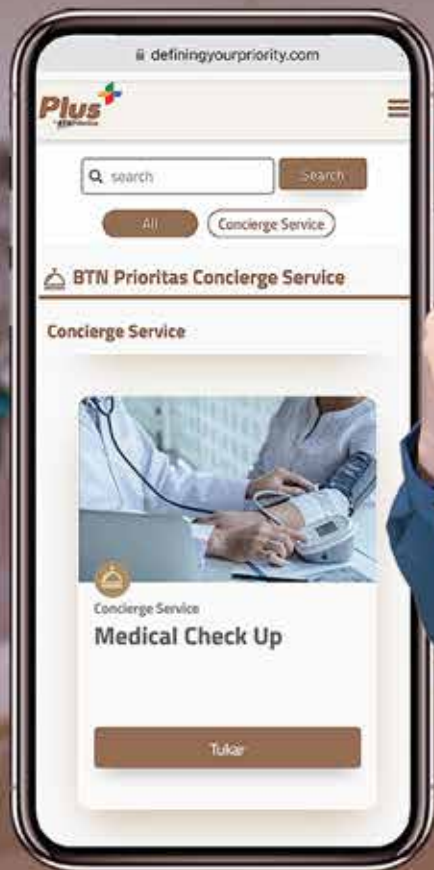 definingyourpriority.com
Plus
search
Search
All
Concierge Service
BTN Prioritas Concierge Service
Concierge Service
Concierge Service
Medical Check Up
Tukar